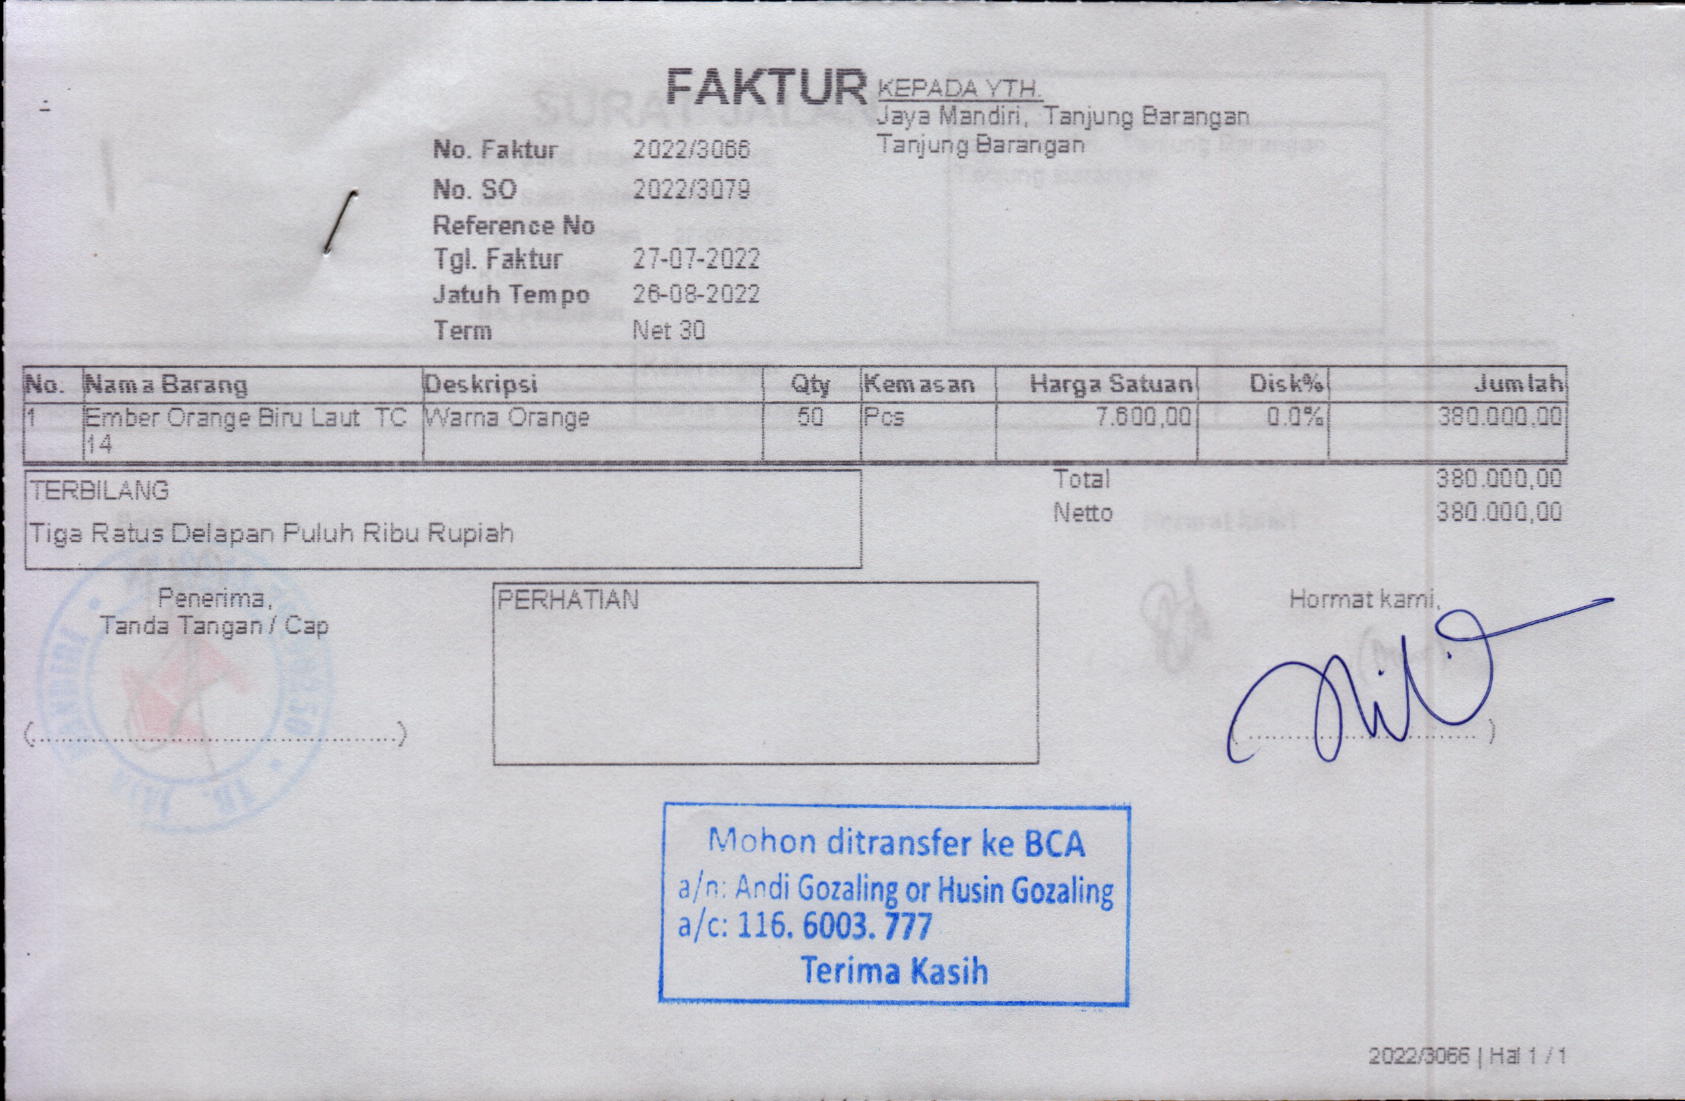 FAKTUR
KEPADA YTH.
Jaya Mandiri, Tanjung Barangan
Tanjung Barangan
No. Faktur 2022/3066
No. SO 2022/3079
Reference No
Tgl. Faktur 27-07-2022
Jatuh Tempo 26-08-2022
Term Net 30
No. Nama Barang Deskripsi Qty Kemasan Harga Satuan Disk% Jumlah
1 Ember Orange Biru Laut TC Warna Orange 50 Pcs 7.600,00 0.0% 380.000,00
14
TERBILANG
Tiga Ratus Delapan Puluh Ribu Rupiah
Total 380.000,00
Netto 380.000,00
Penerima,
Tanda Tangan / Cap
PERHATIAN
Hormat kami,
(........................................)
(........................................)
Mohon ditransfer ke BCA
a/n: Andi Gozaling or Husin Gozaling
a/c: 116. 6003. 777
Terima Kasih
2022/3066 | Hal 1 / 1